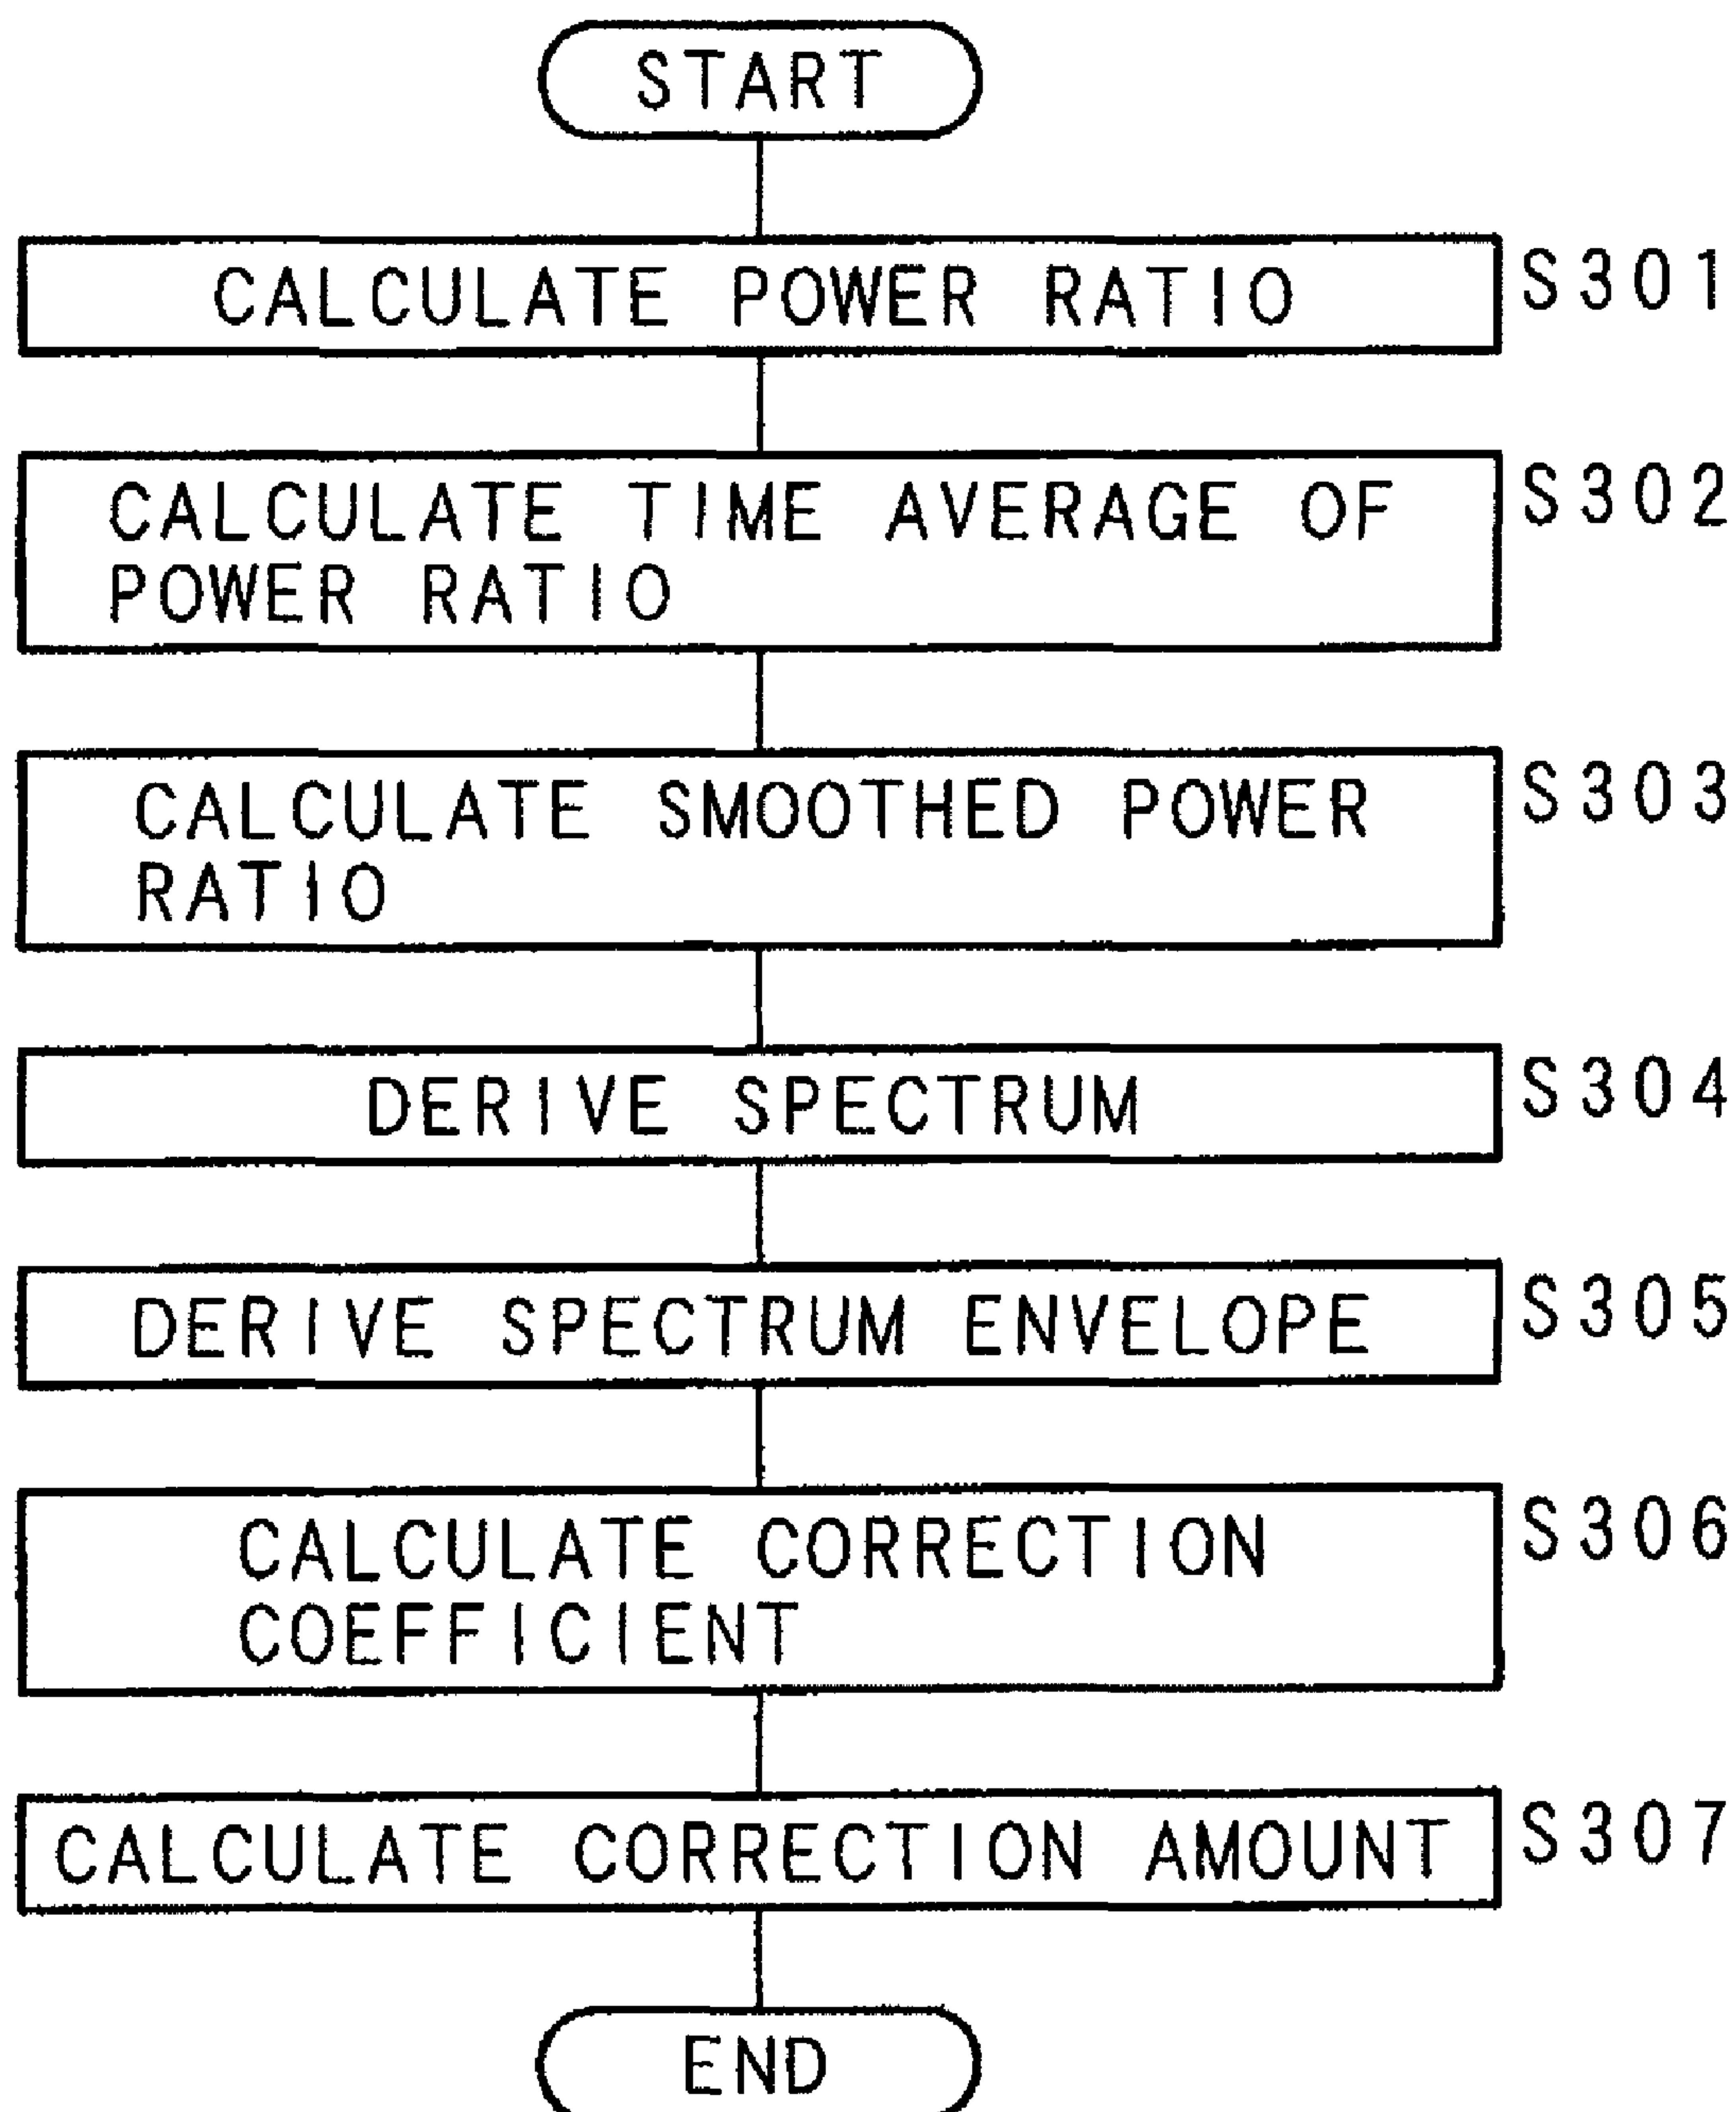 START
CALCULATE POWER RATIO
S301
CALCULATE TIME AVERAGE OF
POWER RATIO
S302
CALCULATE SMOOTHED POWER
RATIO
S303
DERIVE SPECTRUM
S304
DERIVE SPECTRUM ENVELOPE
S305
CALCULATE CORRECTION
COEFFICIENT
S306
CALCULATE CORRECTION AMOUNT
S307
END